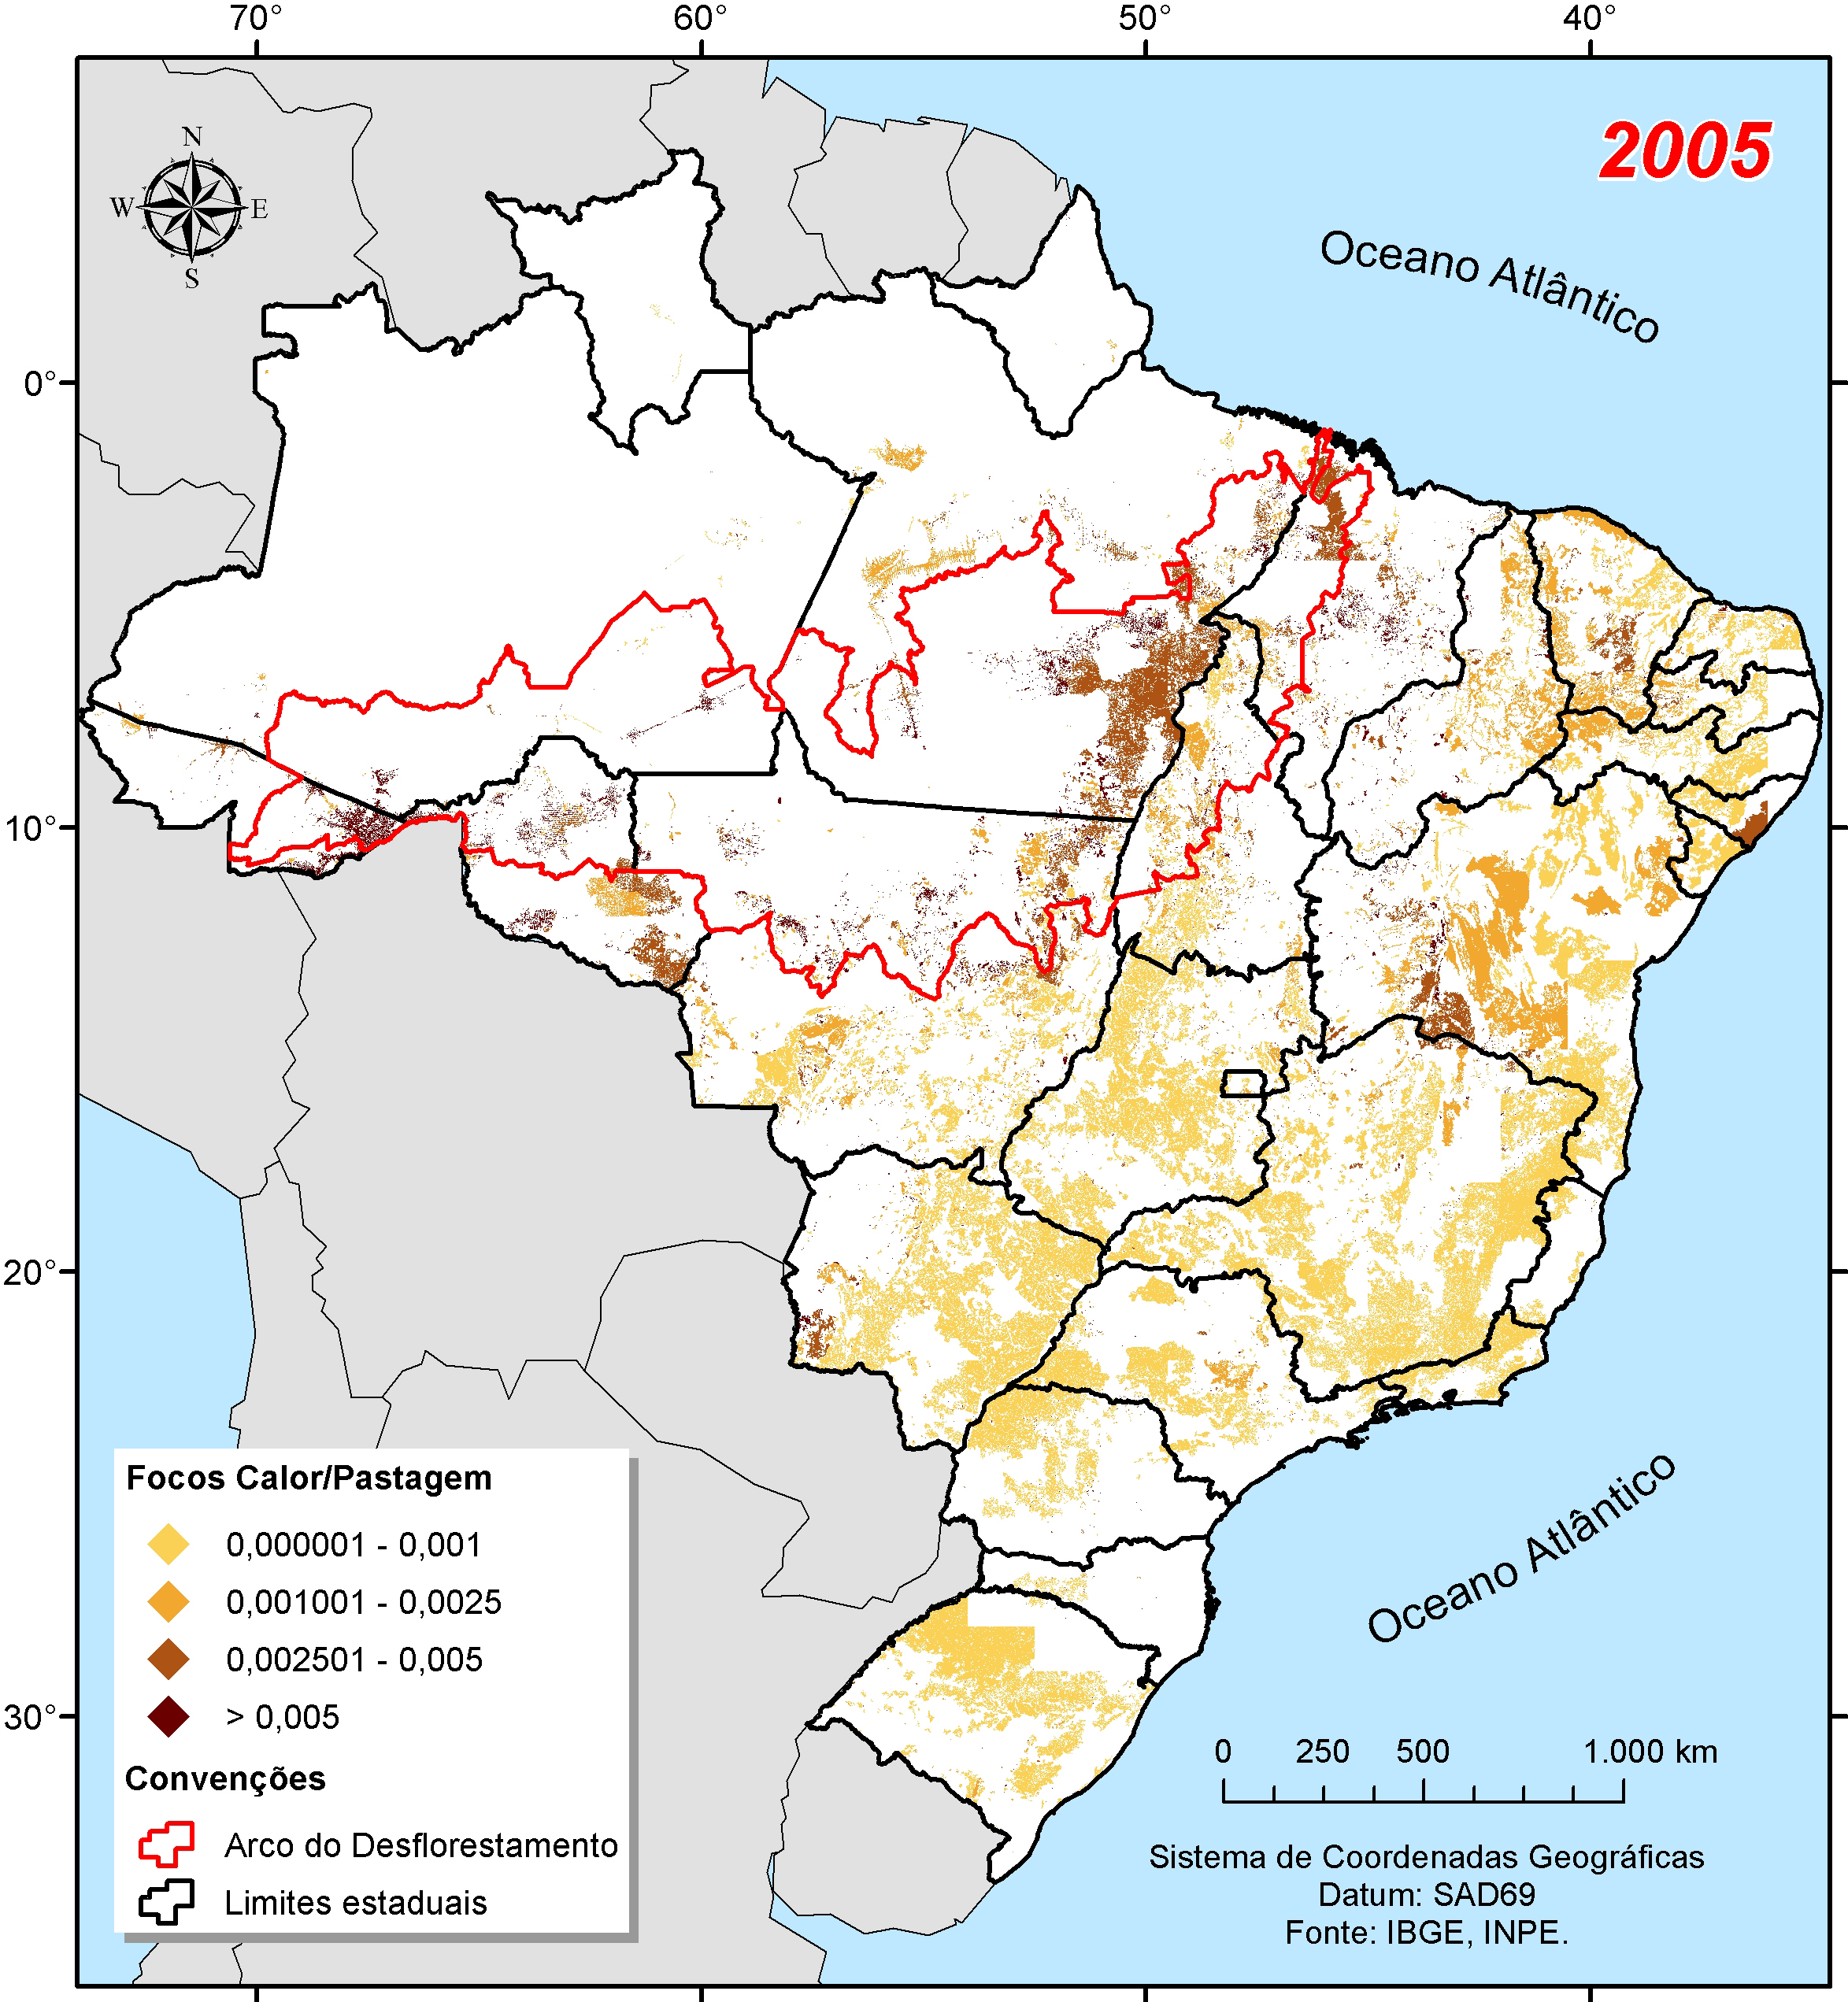 70° 60° 50° 40°
2005
N
W E
S
Oceano Atlântico
0°
10°
20°
30°
Oceano Atlântico
Focos Calor/Pastagem
0,000001 - 0,001
0,001001 - 0,0025
0,002501 - 0,005
> 0,005
Convenções
Arco do Desflorestamento
Limites estaduais
0 250 500 1.000 km
Sistema de Coordenadas Geográficas
Datum: SAD69
Fonte: IBGE, INPE.